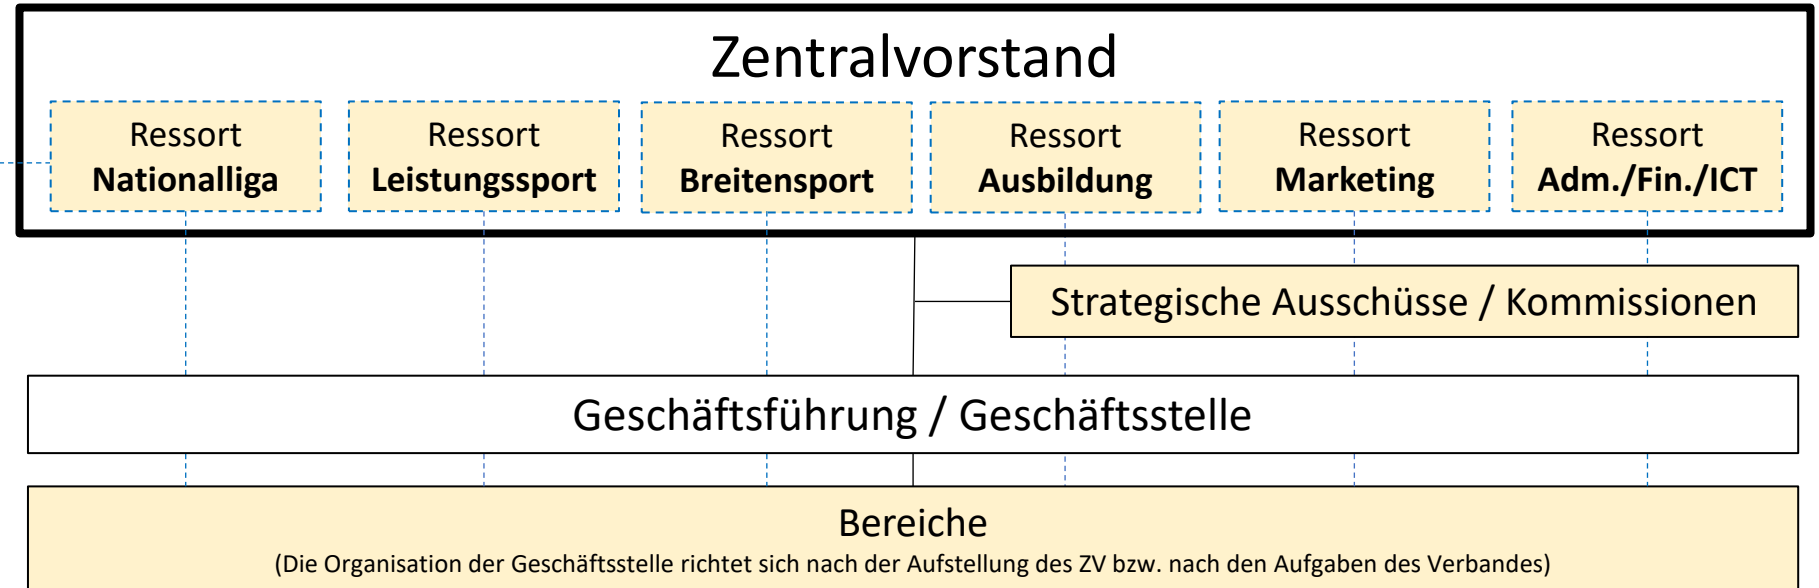 Zentralvorstand
Ressort
Nationalliga
Ressort
Leistungssport
Ressort
Breitensport
Ressort
Ausbildung
Ressort
Marketing
Ressort
Adm./Fin./ICT
Strategische Ausschüsse / Kommissionen
Geschäftsführung / Geschäftsstelle
Bereiche
(Die Organisation der Geschäftsstelle richtet sich nach der Aufstellung des ZV bzw. nach den Aufgaben des Verbandes)